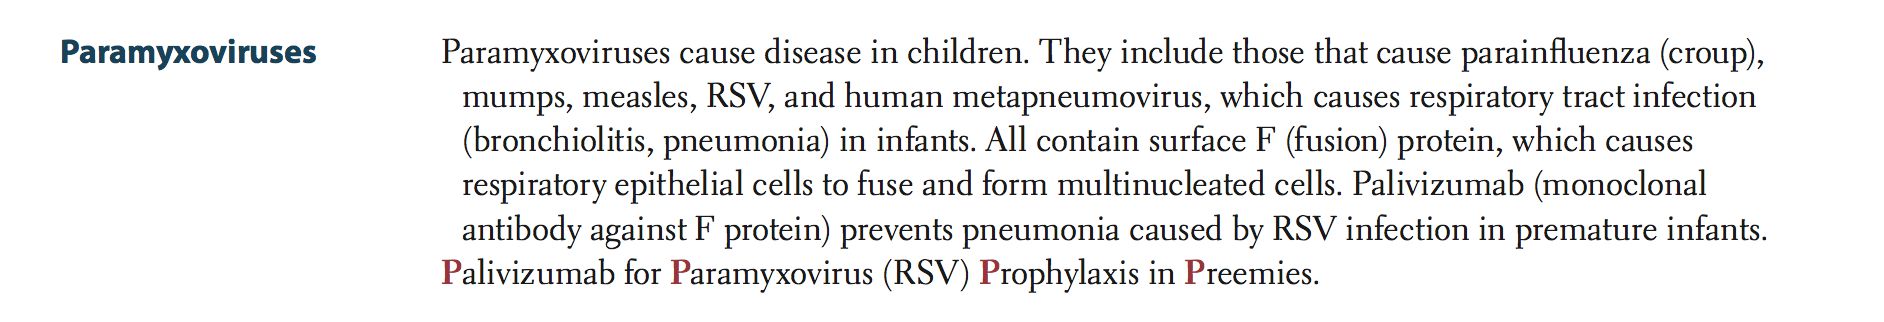 Paramyxoviruses
Paramyxoviruses cause disease in children. They include those that cause parainfluenza (croup),
mumps, measles, RSV, and human metapneumovirus, which causes respiratory tract infection
(bronchiolitis, pneumonia) in infants. All contain surface F (fusion) protein, which causes
respiratory epithelial cells to fuse and form multinucleated cells. Palivizumab (monoclonal
antibody against F protein) prevents pneumonia caused by RSV infection in premature infants.
Palivizumab for Paramyxovirus (RSV) Prophylaxis in Preemies.